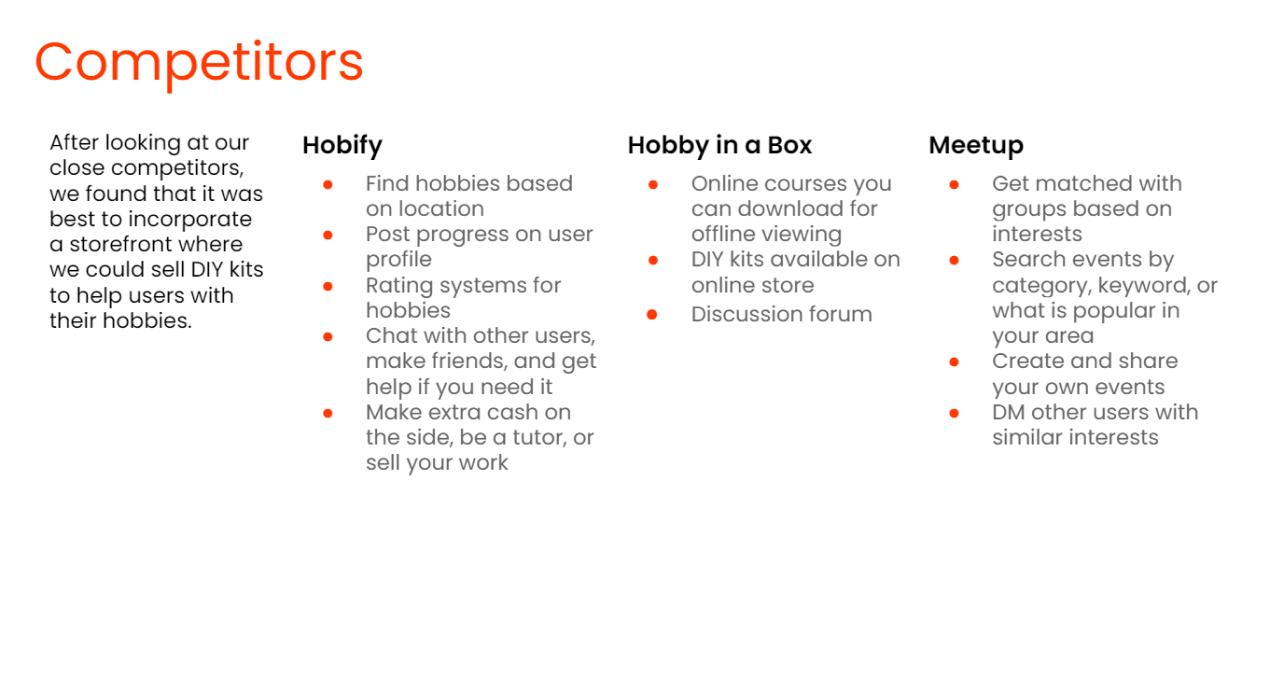 Competitors
After looking at our
close competitors,
we found that it was
best to incorporate
a storefront where
we could sell DIY kits
to help users with
their hobbies.
Hobify
● Find hobbies based
on location
● Post progress on user
profile
● Rating systems for
hobbies
● Chat with other users,
make friends, and get
help if you need it
● Make extra cash on
the side, be a tutor, or
sell your work
Hobby in a Box
● Online courses you
can download for
offline viewing
● DIY kits available on
online store
● Discussion forum
Meetup
● Get matched with
groups based on
interests
● Search events by
category, keyword, or
what is popular in
your area
● Create and share
your own events
● DM other users with
similar interests